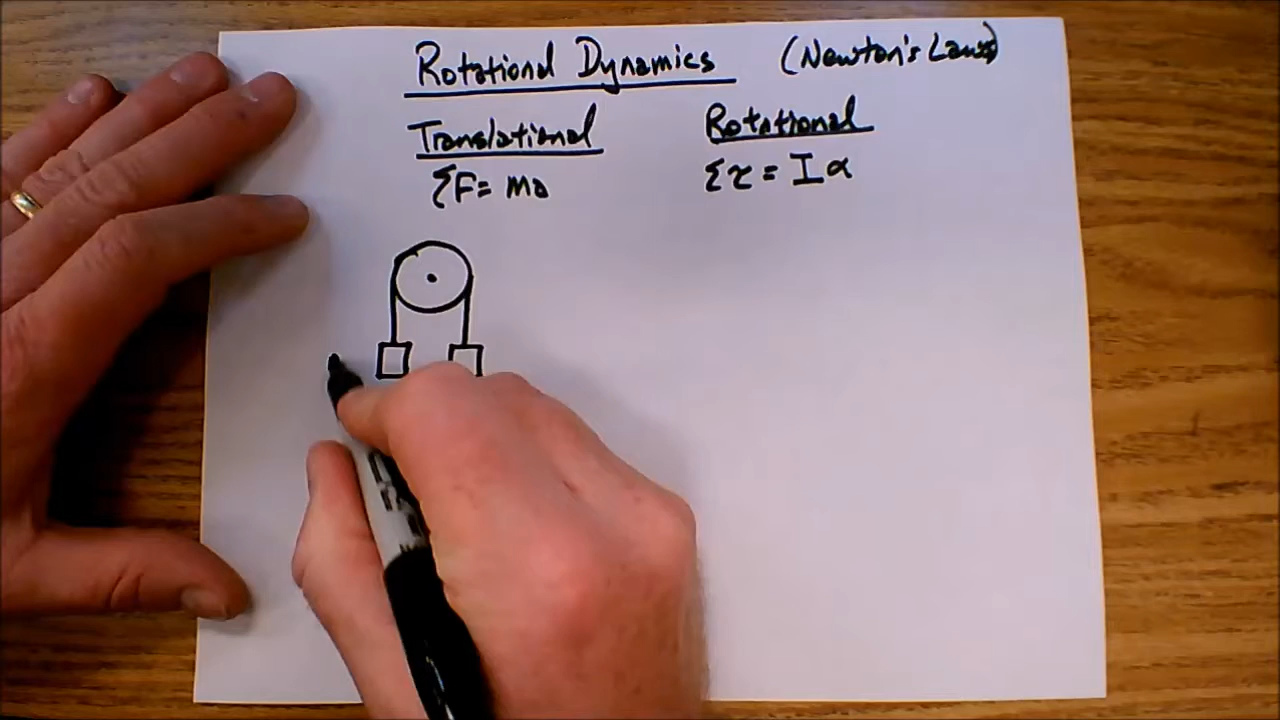 Rotational Dynamics (Newton's Laws)
Translational Rotational
ΣF = ma Στ = Iα